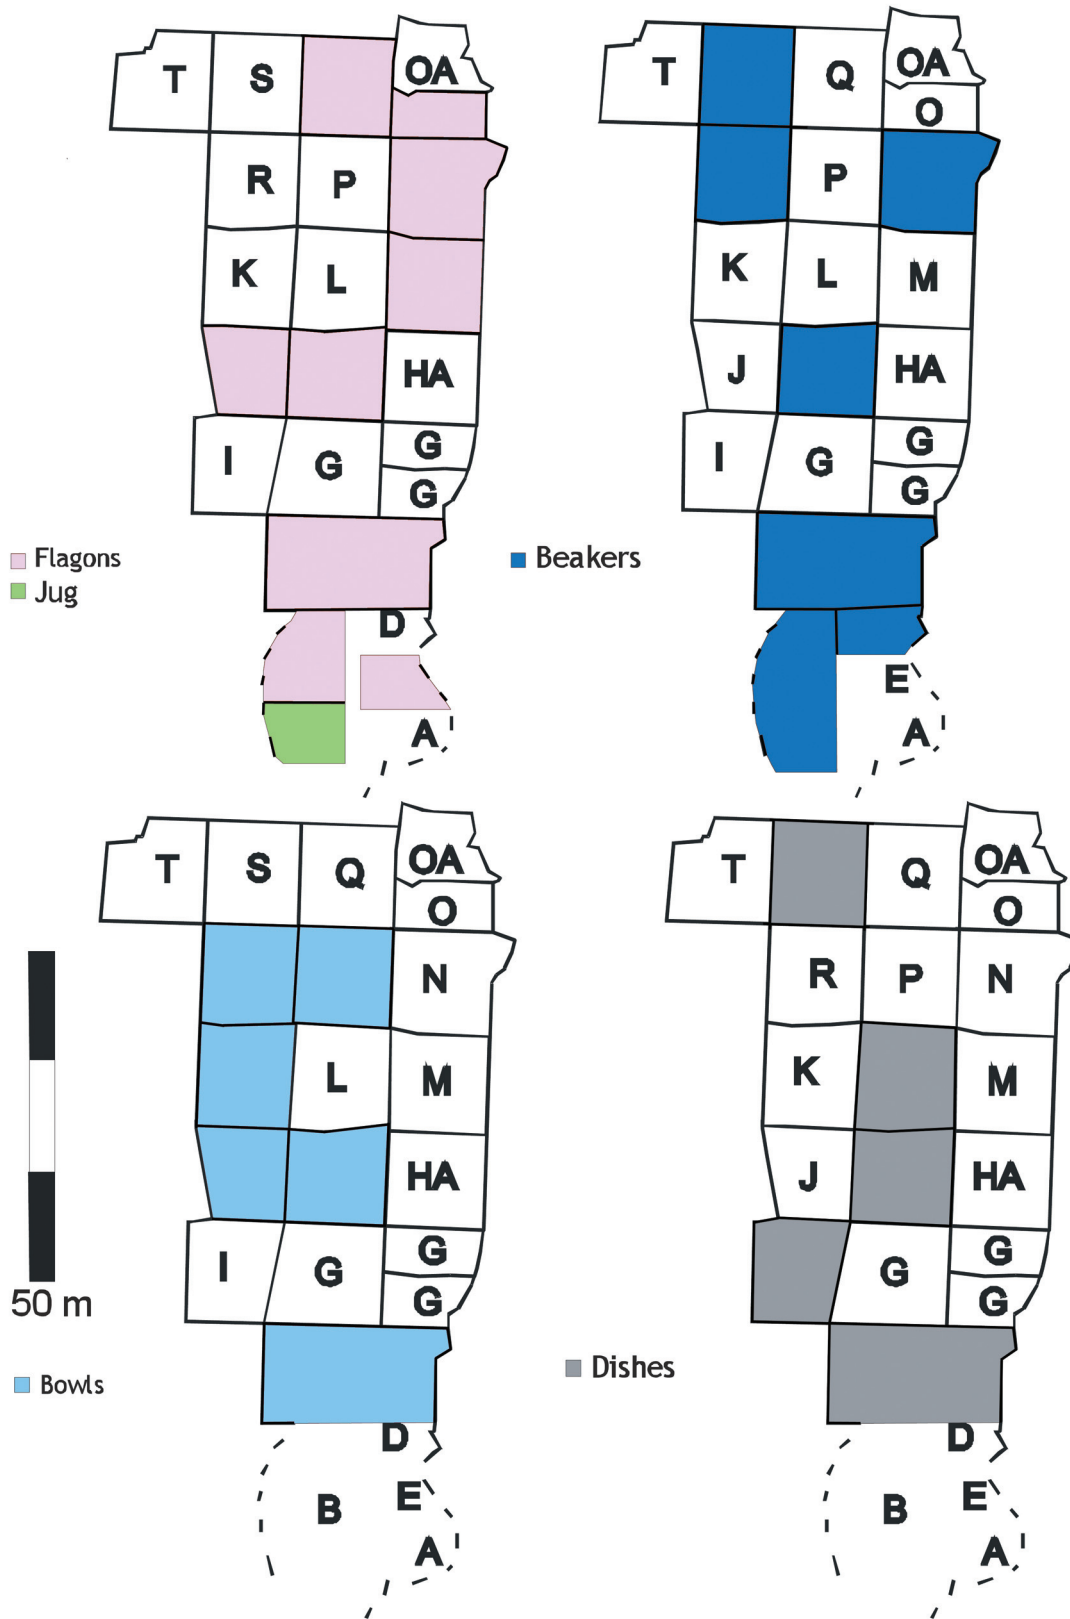 T S OA
R P
K L
HA
I G G
G
Flagons
Jug
D
A
T Q OA
O
P
K L M
J HA
I G G
G
Beakers
E
A
T S Q OA
O
N
L M
HA
I G G
G
50 m
Bowls
D
B E
A
T Q OA
O
R P N
K M
J HA
G G
G
Dishes
D
B E
A